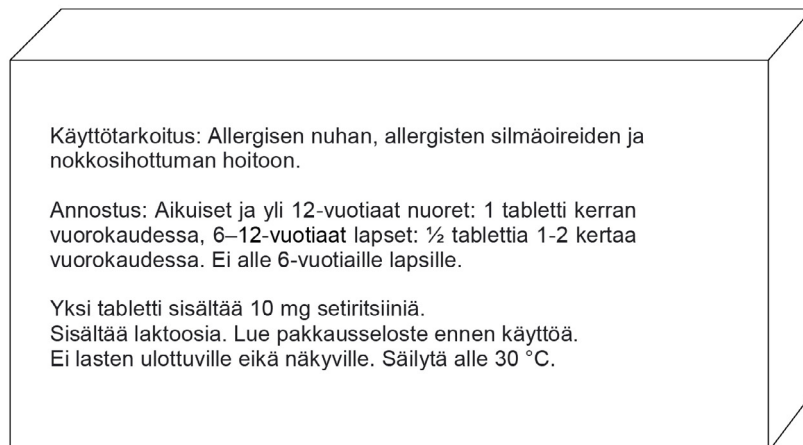 Käyttötarkoitus: Allergisen nuhan, allergisten silmäoireiden ja
nokkosihottuman hoitoon.
Annostus: Aikuiset ja yli 12-vuotiaat nuoret: 1 tabletti kerran
vuorokaudessa, 6–12-vuotiaat lapset: ½ tablettia 1-2 kertaa
vuorokaudessa. Ei alle 6-vuotiaille lapsille.
Yksi tabletti sisältää 10 mg setiritsiiniä.
Sisältää laktoosia. Lue pakkausseloste ennen käyttöä.
Ei lasten ulottuville eikä näkyville. Säilytä alle 30 °C.